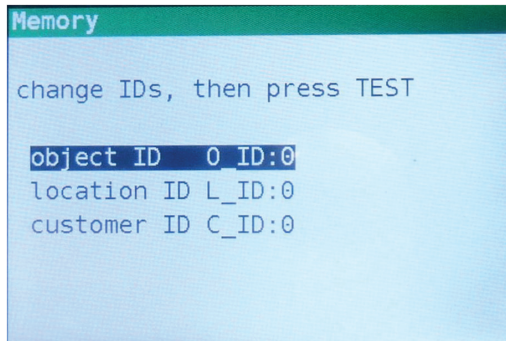 Memory
change IDs, then press TEST
object ID O_ID:0
location ID L_ID:0
customer ID C_ID:0